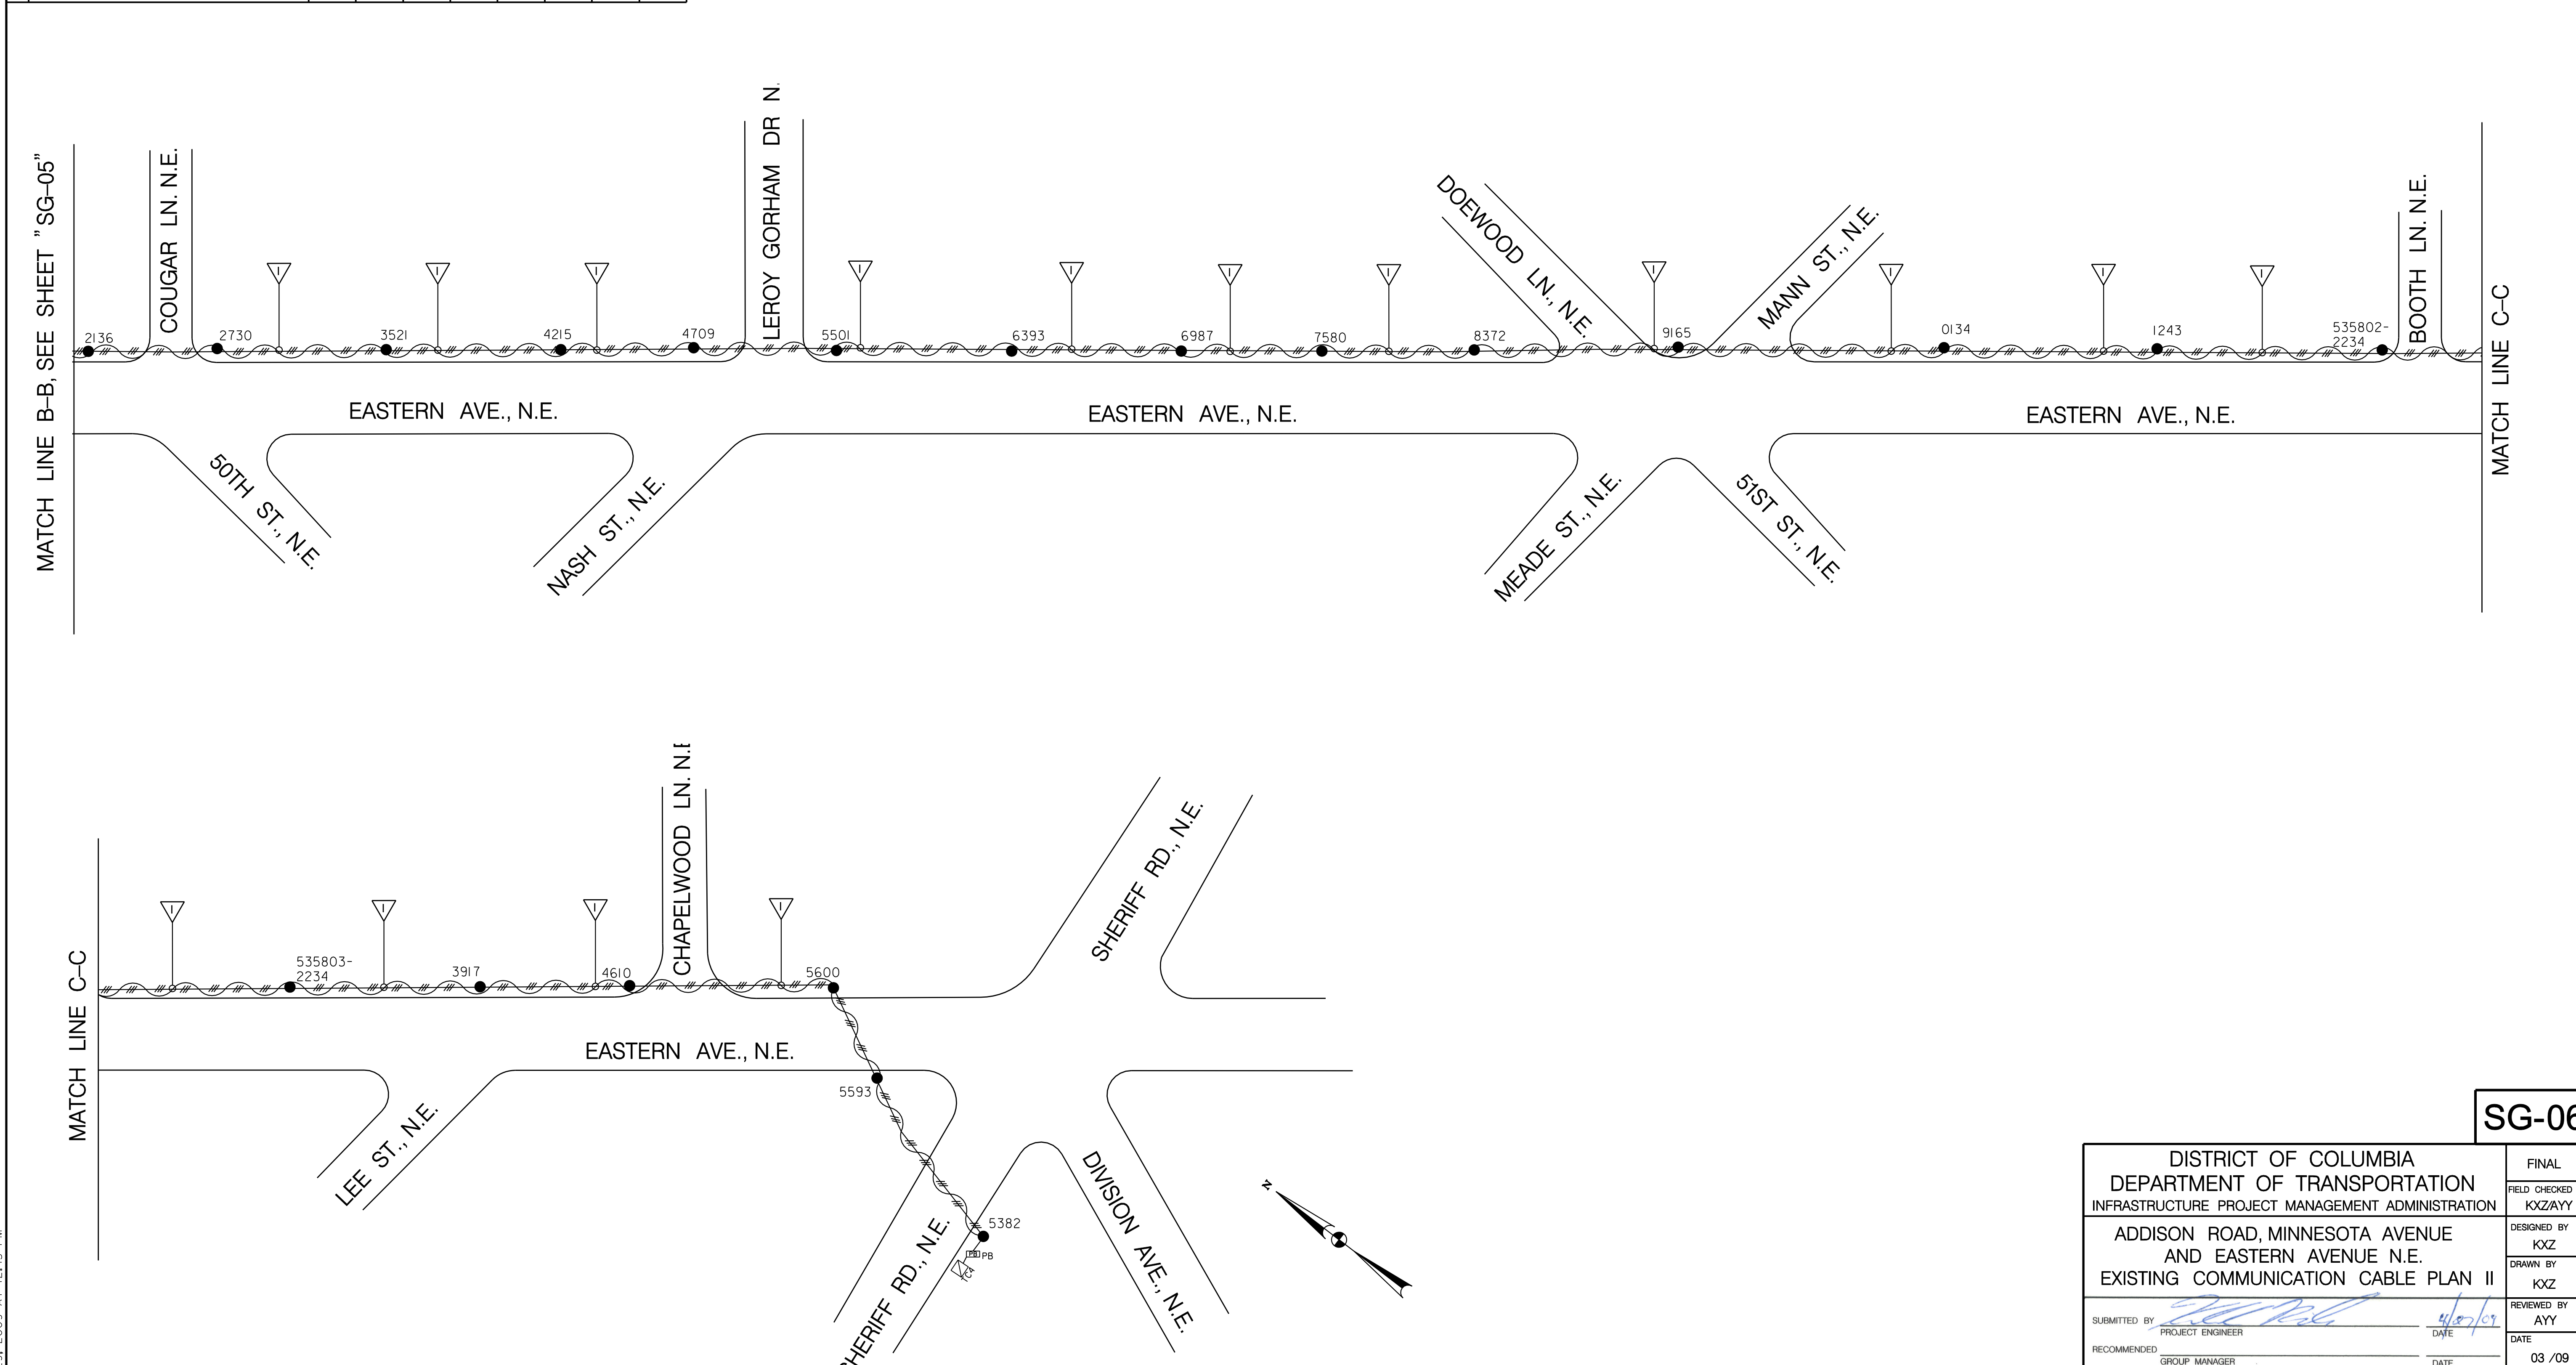 MATCH LINE B-B, SEE SHEET "SG-05"
COUGAR LN. N.E.
LEROY GORHAM DR N.
DOEWOOD LN., N.E.
MANN ST., N.E.
BOOTH LN. N.E.
MATCH LINE C-C
2136
2730
3521
4215
4709
5501
6393
6987
7580
8372
9165
0134
1243
535802-
2234
I
I
I
I
I
I
I
I
I
I
I
EASTERN AVE., N.E.
EASTERN AVE., N.E.
EASTERN AVE., N.E.
50TH ST., N.E.
NASH ST., N.E.
MEADE ST., N.E.
51ST ST., N.E.
MATCH LINE C-C
CHAPELWOOD LN. N.E
SHERIFF RD., N.E.
I
I
I
I
535803-
2234
3917
4610
5600
EASTERN AVE., N.E.
5593
LEE ST., N.E.
5382
PB
TC4
SHERIFF RD., N.E.
DIVISION AVE., N.E.
N
SG-06
DISTRICT OF COLUMBIA
DEPARTMENT OF TRANSPORTATION
INFRASTRUCTURE PROJECT MANAGEMENT ADMINISTRATION
ADDISON ROAD, MINNESOTA AVENUE
AND EASTERN AVENUE N.E.
EXISTING COMMUNICATION CABLE PLAN II
SUBMITTED BY
PROJECT ENGINEER
DATE
RECOMMENDED
GROUP MANAGER
DATE
FINAL
FIELD CHECKED
KXZ/AYY
DESIGNED BY
KXZ
DRAWN BY
KXZ
REVIEWED BY
AYY
DATE
03 /09